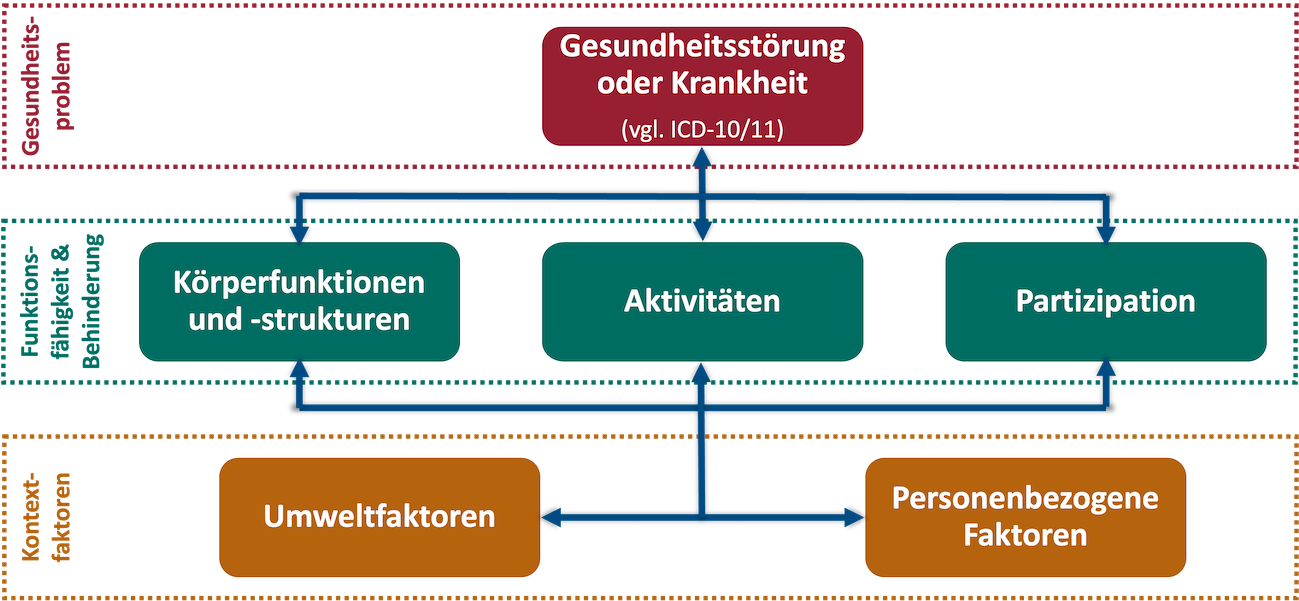 Gesundheits-
problem
Gesundheitsstörung
oder Krankheit
(vgl. ICD-10/11)
Funktions-
fähigkeit &
Behinderung
Körperfunktionen
und -strukturen
Aktivitäten
Partizipation
Kontext-
faktoren
Umweltfaktoren
Personenbezogene
Faktoren